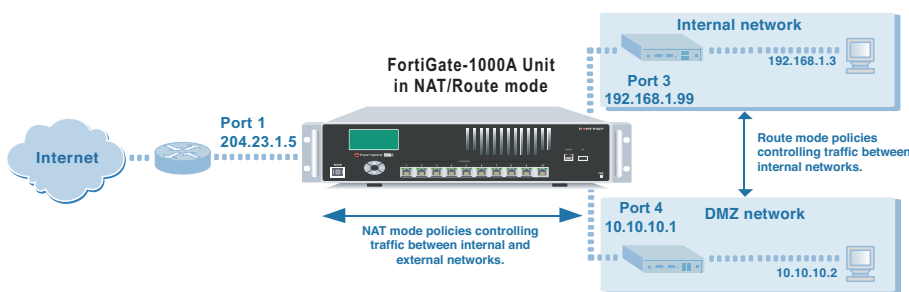 Internal network
FortiGate-1000A Unit
in NAT/Route mode
192.168.1.3
Port 3
192.168.1.99
Port 1
204.23.1.5
Internet
Route mode policies
controlling traffic between
internal networks.
NAT mode policies controlling
traffic between internal and
external networks.
Port 4
10.10.10.1
DMZ network
10.10.10.2